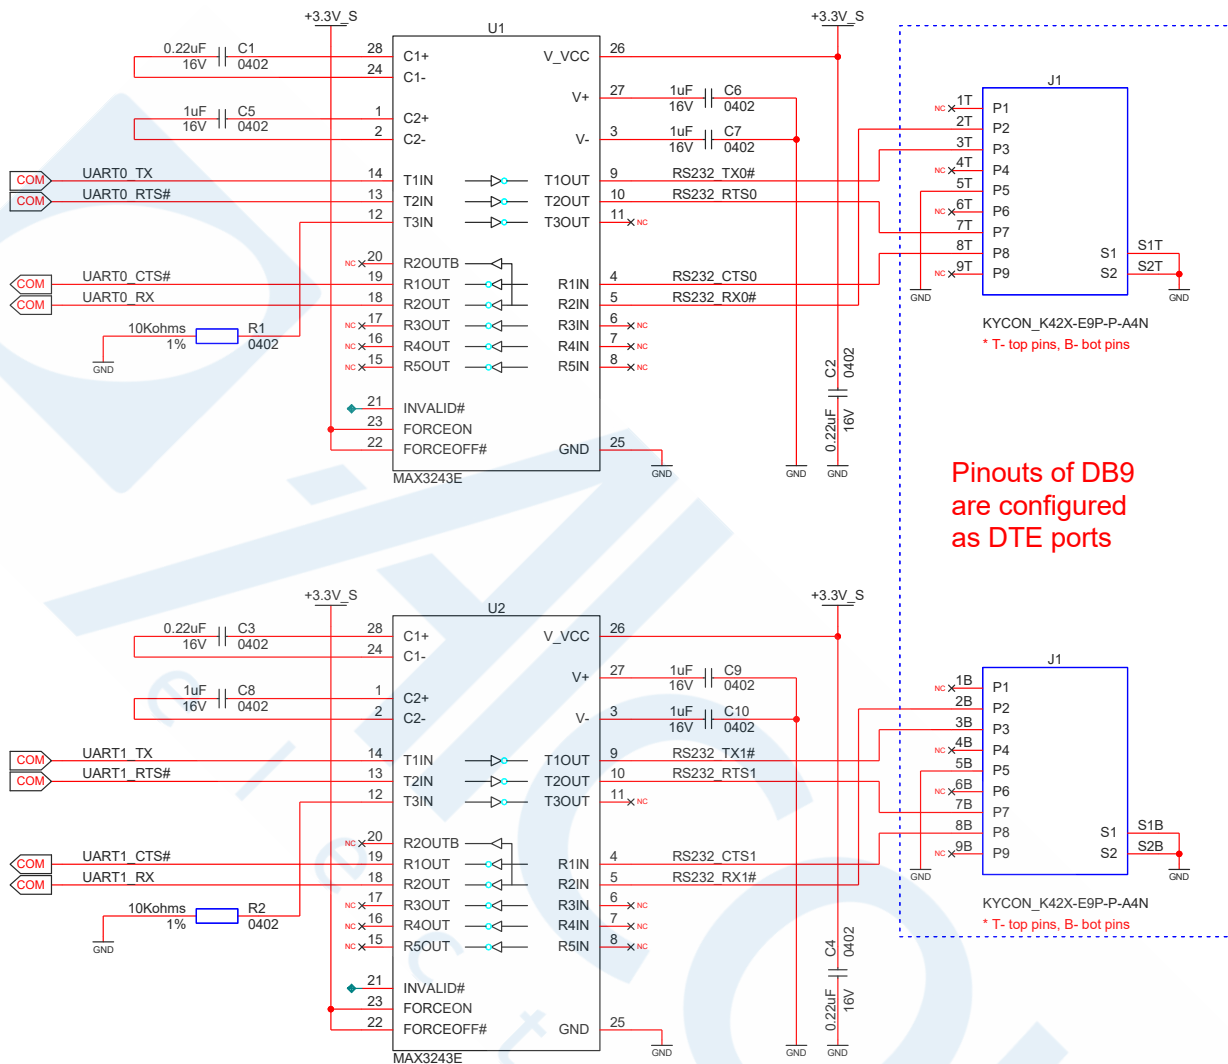 +3.3V_S
+3.3V_S
U1
J1
0.22uF C1
16V 0402
28 C1+
24 C1-
V_VCC 26
1uF C5
16V 0402
1 C2+
2 C2-
V+ 27
1uF C6
16V 0402
V- 3
1uF C7
16V 0402
COM UART0_TX 14 T1IN T1OUT 9 RS232_TX0#
COM UART0_RTS# 13 T2IN T2OUT 10 RS232_RTS0
12 T3IN T3OUT 11 NC
NC 20 R2OUTB
COM UART0_CTS# 19 R1OUT R1IN 4 RS232_CTS0
COM UART0_RX 18 R2OUT R2IN 5 RS232_RX0#
NC 17 R3OUT R3IN 6 NC
NC 16 R4OUT R4IN 7 NC
NC 15 R5OUT R5IN 8 NC
10Kohms R1
1% 0402
GND
21 INVALID#
23 FORCEON
22 FORCEOFF# GND 25
MAX3243E
GND
GND
GND
C2 0402
0.22uF 16V
NC 1T P1
2T P2
3T P3
NC 4T P4
5T P5
NC 6T P6
7T P7
8T P8 S1 S1T
NC 9T P9 S2 S2T
GND
GND
KYCON_K42X-E9P-P-A4N
* T- top pins, B- bot pins
Pinouts of DB9
are configured
as DTE ports
+3.3V_S
+3.3V_S
U2
J1
0.22uF C3
16V 0402
28 C1+
24 C1-
V_VCC 26
1uF C8
16V 0402
1 C2+
2 C2-
V+ 27
1uF C9
16V 0402
V- 3
1uF C10
16V 0402
COM UART1_TX 14 T1IN T1OUT 9 RS232_TX1#
COM UART1_RTS# 13 T2IN T2OUT 10 RS232_RTS1
12 T3IN T3OUT 11 NC
NC 20 R2OUTB
COM UART1_CTS# 19 R1OUT R1IN 4 RS232_CTS1
COM UART1_RX 18 R2OUT R2IN 5 RS232_RX1#
NC 17 R3OUT R3IN 6 NC
NC 16 R4OUT R4IN 7 NC
NC 15 R5OUT R5IN 8 NC
10Kohms R2
1% 0402
GND
21 INVALID#
23 FORCEON
22 FORCEOFF# GND 25
MAX3243E
GND
GND
GND
C4 0402
0.22uF 16V
NC 1B P1
2B P2
3B P3
NC 4B P4
5B P5
NC 6B P6
7B P7
8B P8 S1 S1B
NC 9B P9 S2 S2B
GND
GND
KYCON_K42X-E9P-P-A4N
* T- top pins, B- bot pins